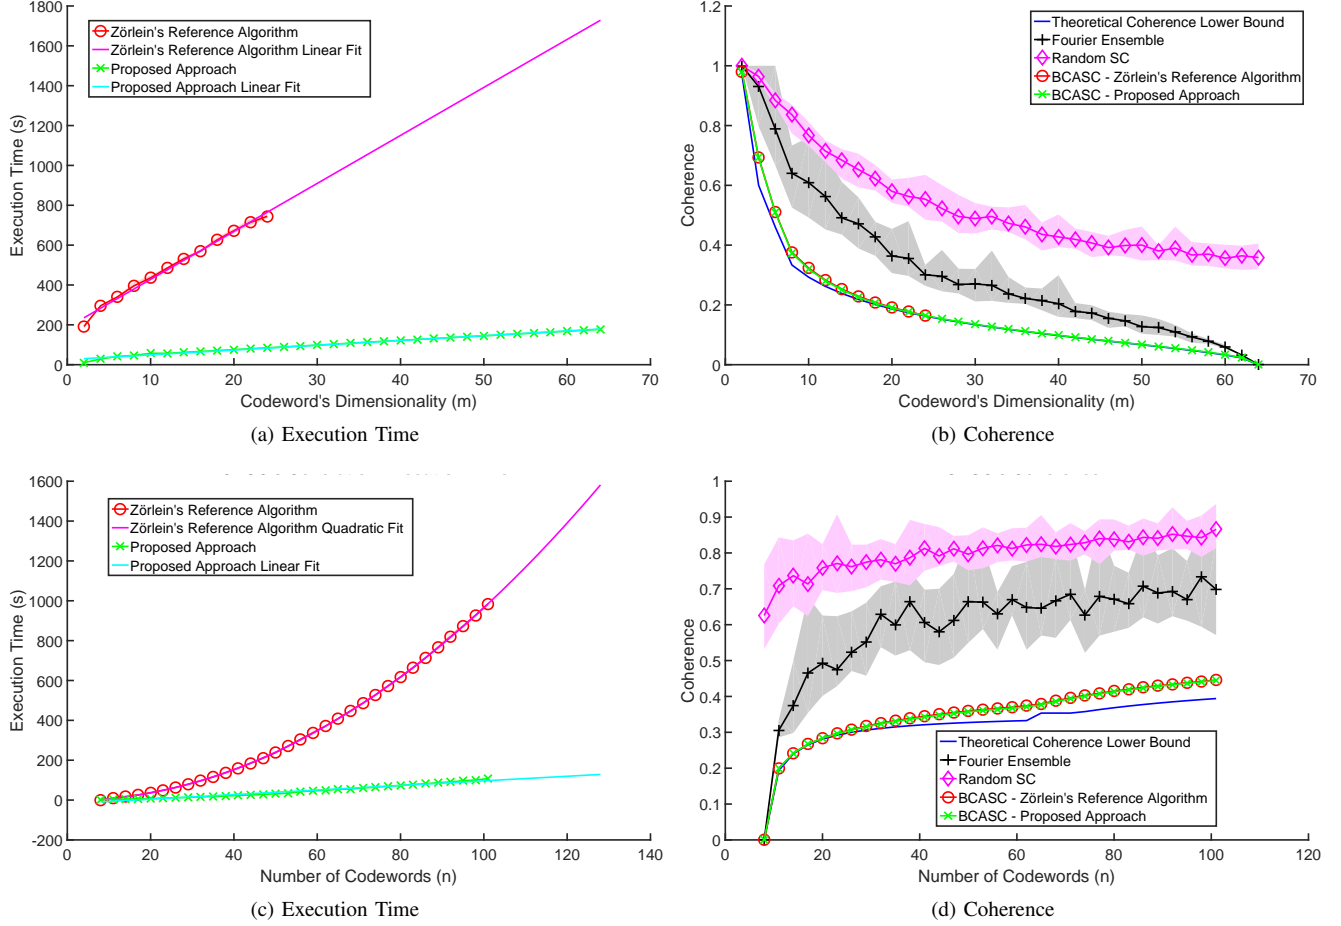 1800
1600
1400
1200
1000
800
600
400
200
0
Execution Time (s)
Zörlein's Reference Algorithm
Zörlein's Reference Algorithm Linear Fit
Proposed Approach
Proposed Approach Linear Fit
0 10 20 30 40 50 60 70
Codeword's Dimensionality (m)
(a) Execution Time
1.2
1
0.8
0.6
0.4
0.2
0
Coherence
Theoretical Coherence Lower Bound
Fourier Ensemble
Random SC
BCASC - Zörlein's Reference Algorithm
BCASC - Proposed Approach
0 10 20 30 40 50 60 70
Codeword's Dimensionality (m)
(b) Coherence
1600
1400
1200
1000
800
600
400
200
0
-200
Execution Time (s)
Zörlein's Reference Algorithm
Zörlein's Reference Algorithm Quadratic Fit
Proposed Approach
Proposed Approach Linear Fit
0 20 40 60 80 100 120 140
Number of Codewords (n)
(c) Execution Time
1
0.9
0.8
0.7
0.6
0.5
0.4
0.3
0.2
0.1
0
Coherence
Theoretical Coherence Lower Bound
Fourier Ensemble
Random SC
BCASC - Zörlein's Reference Algorithm
BCASC - Proposed Approach
0 20 40 60 80 100 120
Number of Codewords (n)
(d) Coherence